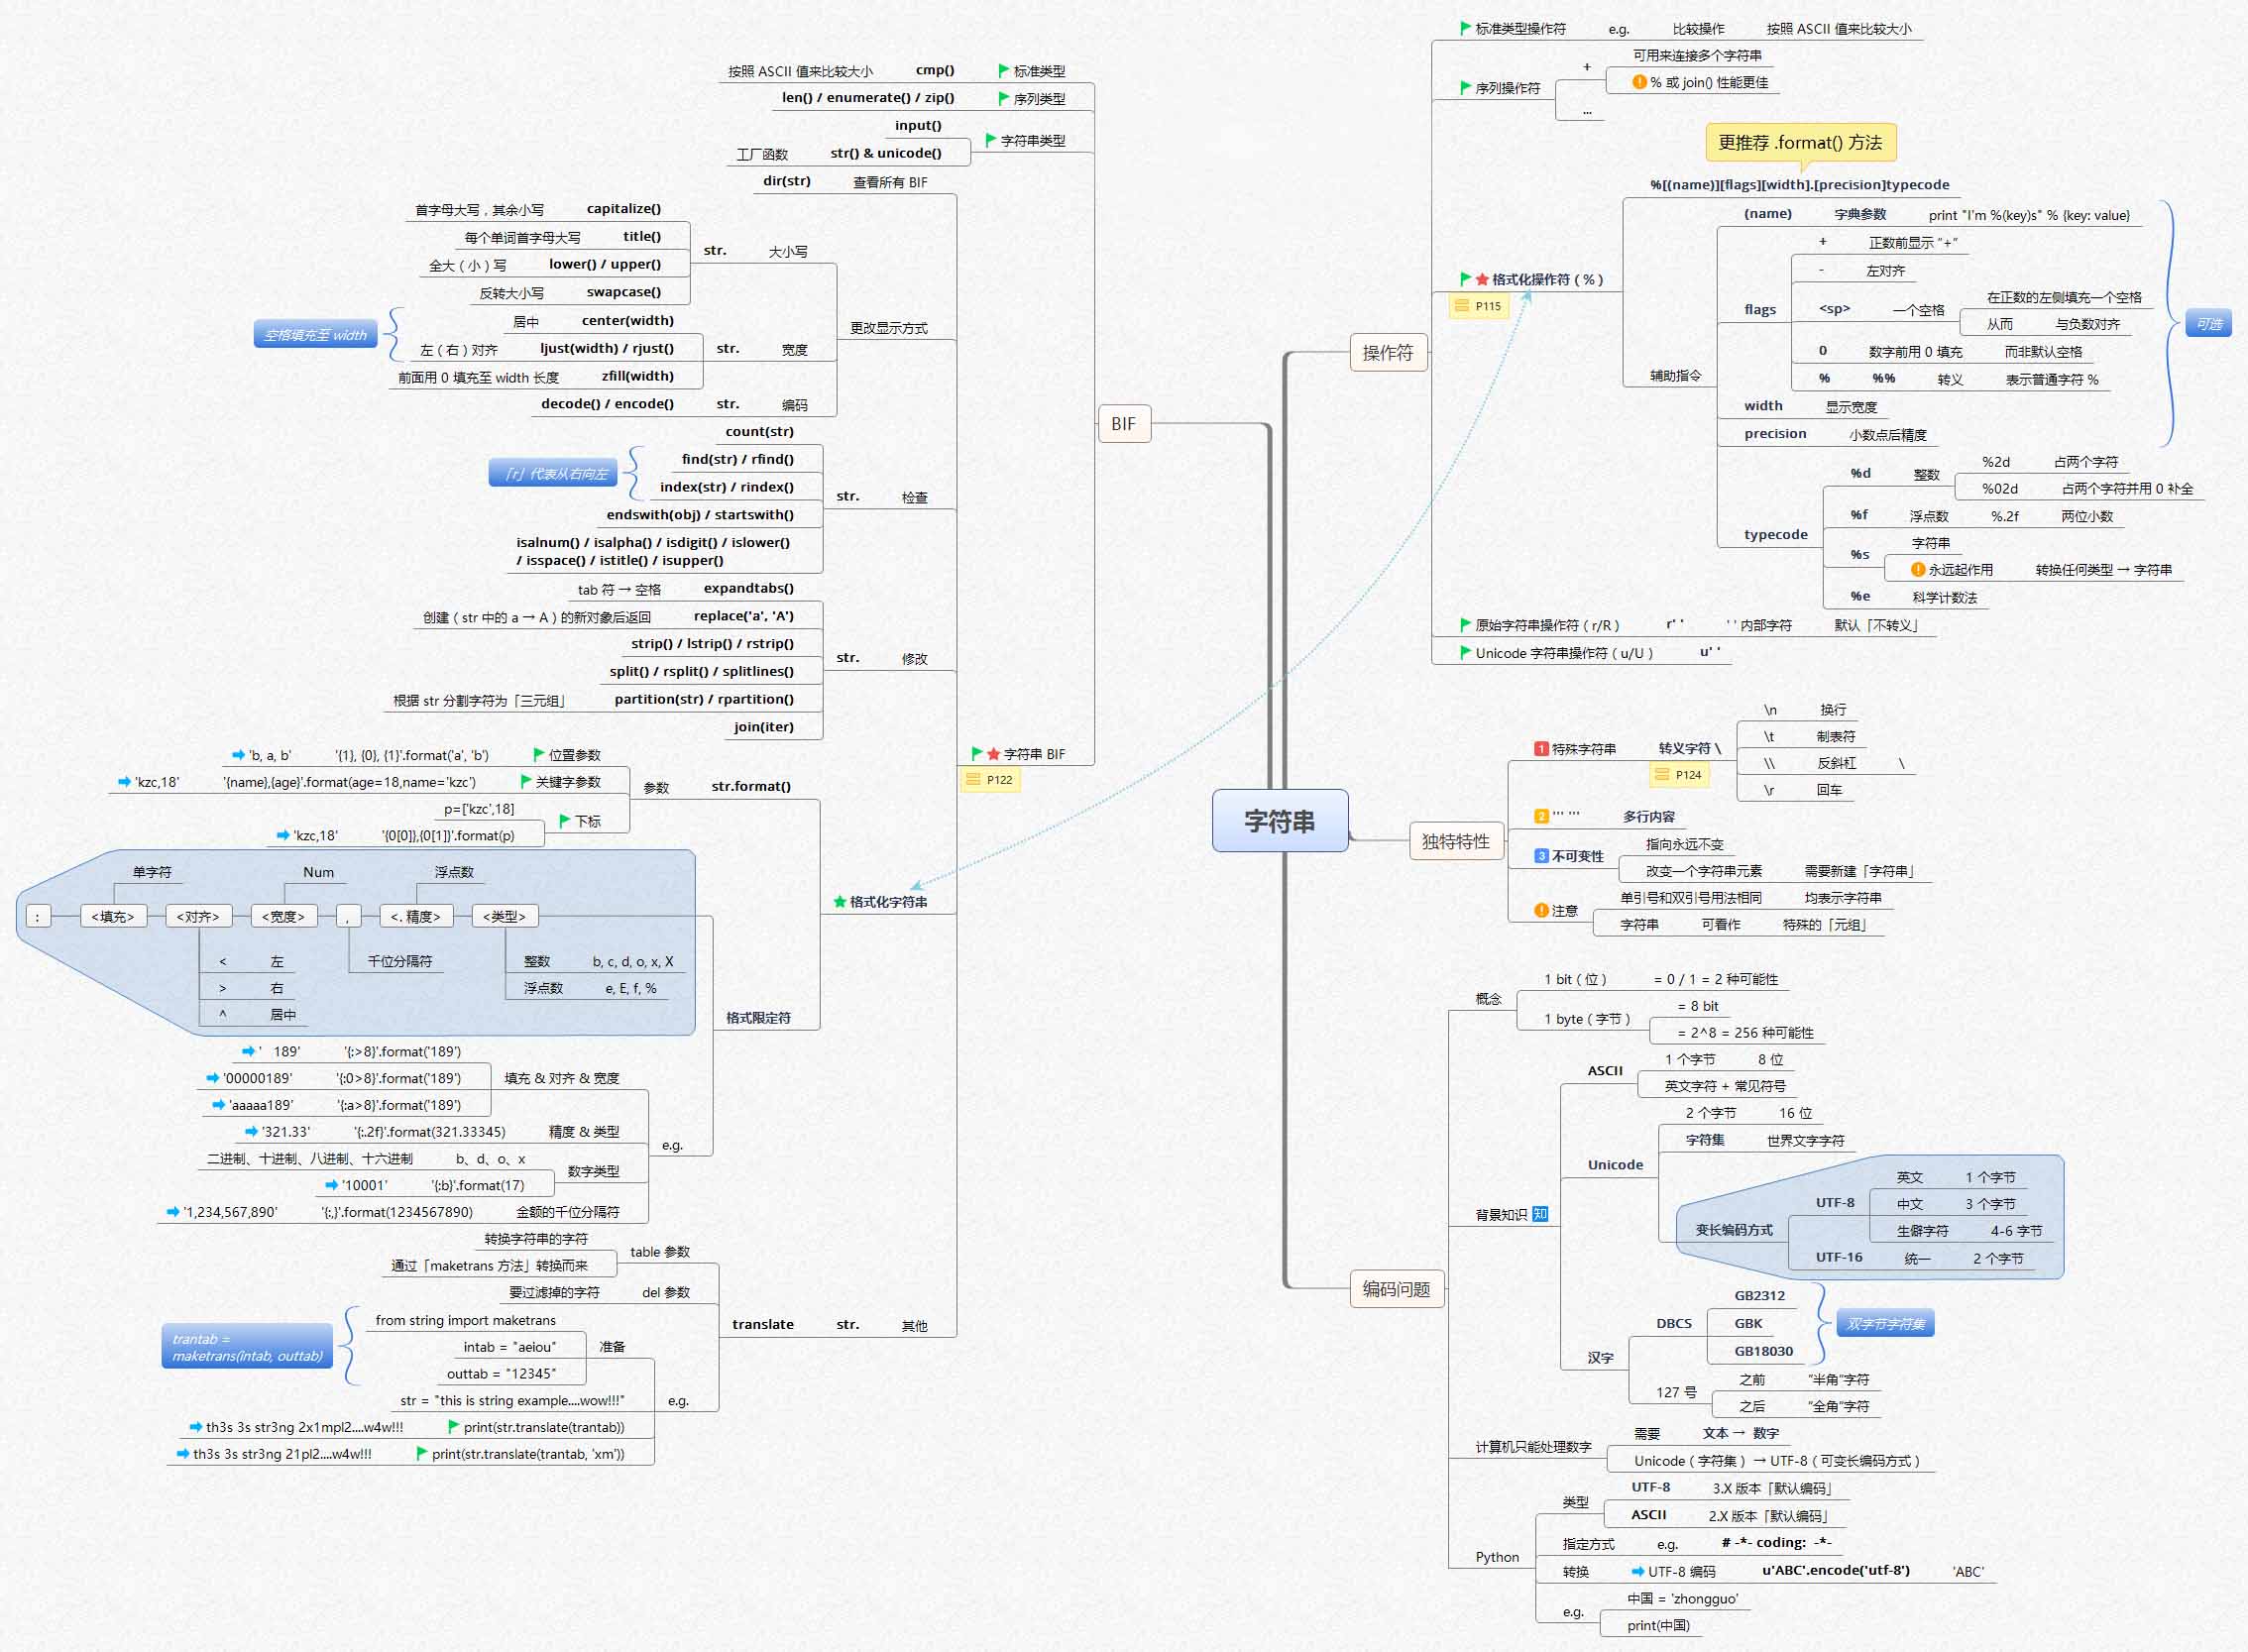 字符串
操作符
标准类型操作符 e.g. 比较操作 按照 ASCII 值来比较大小
序列操作符
+
可用来连接多个字符串
% 或 join() 性能更佳
...
更推荐 .format() 方法
格式化操作符（%）
P115
%[(name)][flags][width].[precision]typecode
辅助指令
(name) 字典参数 print "I'm %(key)s" % {key: value}
flags
+ 正数前显示 “+”
- 左对齐
<sp> 一个空格
在正数的左侧填充一个空格
从而 与负数对齐
0 数字前用 0 填充 而非默认空格
% %% 转义 表示普通字符 %
width 显示宽度
precision 小数点后精度
可选
typecode
%d 整数
%2d 占两个字符
%02d 占两个字符并用 0 补全
%f 浮点数 %.2f 两位小数
%s
字符串
永远起作用 转换任何类型 → 字符串
%e 科学计数法
原始字符串操作符（r/R） r' ' ' ' 内部字符 默认「不转义」
Unicode 字符串操作符（u/U） u' '
独特特性
1 特殊字符串 转义字符 \
P124
\n 换行
\t 制表符
\\ 反斜杠 \
\r 回车
2 ''' ''' 多行内容
3 不可变性
指向永远不变
改变一个字符串元素 需要新建「字符串」
注意
单引号和双引号用法相同 均表示字符串
字符串 可看作 特殊的「元组」
编码问题
概念
1 bit（位） = 0 / 1 = 2 种可能性
1 byte（字节）
= 8 bit
= 2^8 = 256 种可能性
背景知识 知
ASCII
1 个字节 8 位
英文字符 + 常见符号
Unicode
2 个字节 16 位
字符集 世界文字字符
变长编码方式
UTF-8
英文 1 个字节
中文 3 个字节
生僻字符 4-6 字节
UTF-16 统一 2 个字节
汉字
DBCS
GB2312
GBK
GB18030
双字节字符集
127 号
之前 “半角”字符
之后 “全角”字符
计算机只能处理数字
需要 文本 → 数字
Unicode（字符集） → UTF-8（可变长编码方式）
Python
类型
UTF-8 3.X 版本「默认编码」
ASCII 2.X 版本「默认编码」
指定方式 e.g. # -*- coding: -*-
转换 UTF-8 编码 u'ABC'.encode('utf-8') 'ABC'
e.g.
中国 = 'zhongguo'
print(中国)
BIF
按照 ASCII 值来比较大小 cmp() 标准类型
len() / enumerate() / zip() 序列类型
input()
字符串类型
工厂函数 str() & unicode()
dir(str) 查看所有 BIF
首字母大写，其余小写 capitalize()
每个单词首字母大写 title()
str. 大小写
全大（小）写 lower() / upper()
反转大小写 swapcase()
空格填充至 width
居中 center(width)
更改显示方式
左（右）对齐 ljust(width) / rjust()
str. 宽度
前面用 0 填充至 width 长度 zfill(width)
decode() / encode() str. 编码
count(str)
find(str) / rfind()
「r」代表从右向左
index(str) / rindex()
str. 检查
endswith(obj) / startswith()
isalnum() / isalpha() / isdigit() / islower()
/ isspace() / istitle() / isupper()
tab 符 → 空格 expandtabs()
创建（str 中的 a → A）的新对象后返回 replace('a', 'A')
strip() / lstrip() / rstrip()
str. 修改
split() / rsplit() / splitlines()
根据 str 分割字符为「三元组」 partition(str) / rpartition()
join(iter)
字符串 BIF
P122
'b, a, b' '{1}, {0}, {1}'.format('a', 'b') 位置参数
'kzc,18' '{name},{age}'.format(age=18,name='kzc') 关键字参数
参数 str.format()
p=['kzc',18]
下标
'kzc,18' '{0[0]},{0[1]}'.format(p)
格式化字符串
单字符 Num 浮点数
: <填充> <对齐> <宽度> , <. 精度> <类型>
< 左
> 右
^ 居中
千位分隔符
整数 b, c, d, o, x, X
浮点数 e, E, f, %
格式限定符
' 189' '{:>8}'.format('189')
'00000189' '{:0>8}'.format('189') 填充 & 对齐 & 宽度
'aaaaa189' '{:a>8}'.format('189')
'321.33' '{:.2f}'.format(321.33345) 精度 & 类型
e.g.
二进制、十进制、八进制、十六进制 b、d、o、x
数字类型
'10001' '{:b}'.format(17)
'1,234,567,890' '{:,}'.format(1234567890) 金额的千位分隔符
转换字符串的字符
table 参数
通过「maketrans 方法」转换而来
要过滤掉的字符 del 参数
translate str. 其他
from string import maketrans
trantab =
maketrans(intab, outtab)
intab = "aeiou" 准备
outtab = "12345"
str = "this is string example....wow!!!" e.g.
th3s 3s str3ng 2x1mpl2....w4w!!! print(str.translate(trantab))
th3s 3s str3ng 21pl2....w4w!!! print(str.translate(trantab, 'xm'))